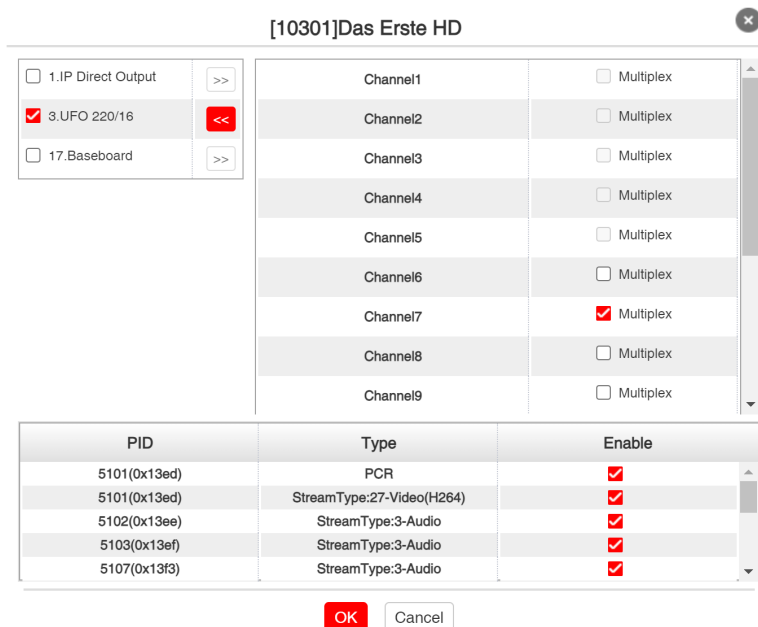 [10301]Das Erste HD
1.IP Direct Output >>
3.UFO 220/16 <<
17.Baseboard >>
Channel1 Multiplex
Channel2 Multiplex
Channel3 Multiplex
Channel4 Multiplex
Channel5 Multiplex
Channel6 Multiplex
Channel7 Multiplex
Channel8 Multiplex
Channel9 Multiplex
PID Type Enable
5101(0x13ed) PCR
5101(0x13ed) StreamType:27-Video(H264)
5102(0x13ee) StreamType:3-Audio
5103(0x13ef) StreamType:3-Audio
5107(0x13f3) StreamType:3-Audio
OK Cancel